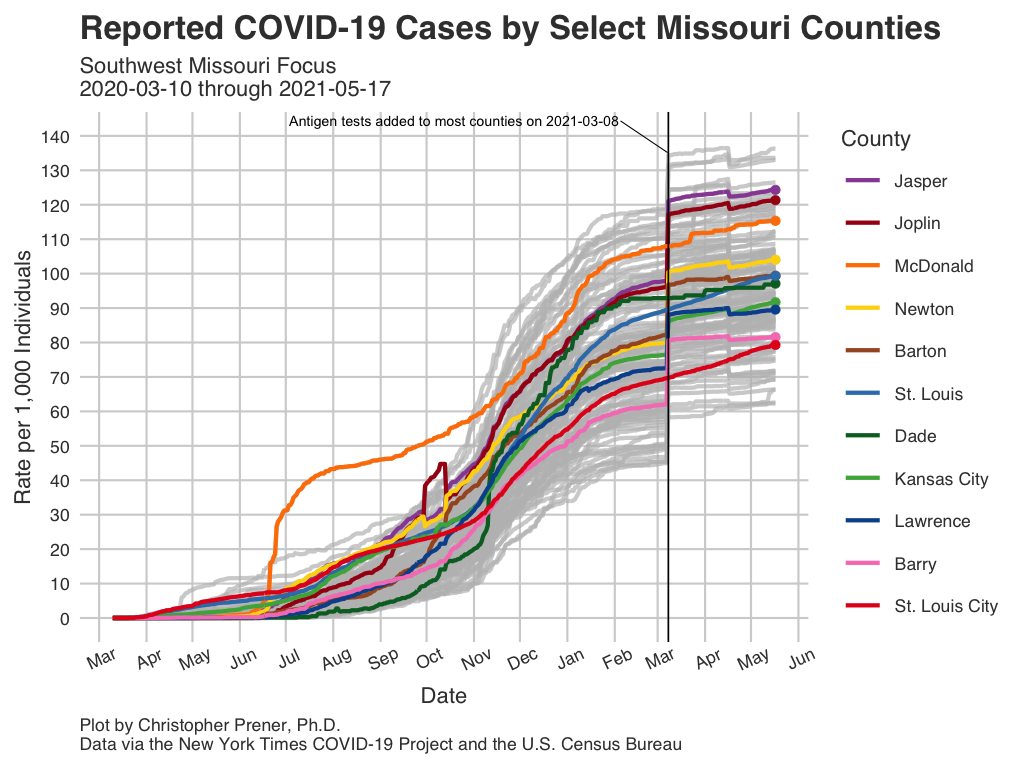 Reported COVID-19 Cases by Select Missouri Counties
Southwest Missouri Focus
2020-03-10 through 2021-05-17
Antigen tests added to most counties on 2021-03-08
140
130
120
110
100
90
80
70
60
50
40
30
20
10
0
Rate per 1,000 Individuals
Mar Apr May Jun Jul Aug Sep Oct Nov Dec Jan Feb Mar Apr May Jun
Date
County
Jasper
Joplin
McDonald
Newton
Barton
St. Louis
Dade
Kansas City
Lawrence
Barry
St. Louis City
Plot by Christopher Prener, Ph.D.
Data via the New York Times COVID-19 Project and the U.S. Census Bureau